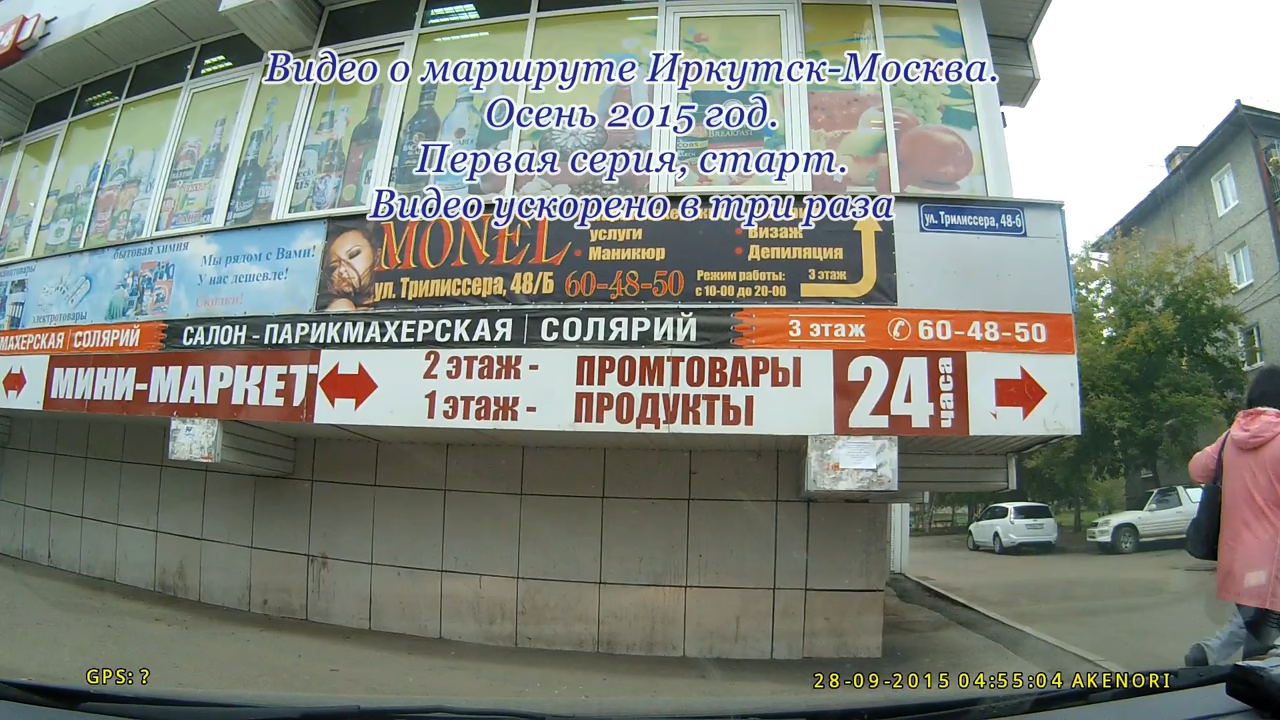 Видео о маршруте Иркутск-Москва.
Осень 2015 год.
Первая серия, старт.
Видео ускорено в три раза
ул. Трилиссера, 48-б
бытовая химия
Мы рядом с Вами!
У нас дешевле!
Скидки!
электротовары
MONEL
услуги
• Маникюр
• Визаж
• Депиляция
ул. Трилиссера, 48/Б 60-48-50
Режим работы:
с 10-00 до 20-00
3 этаж
СОЛЯРИЙ
САЛОН - ПАРИКМАХЕРСКАЯ | СОЛЯРИЙ
3 этаж 60-48-50
МИНИ-МАРКЕТ
2 этаж - ПРОМТОВАРЫ
1 этаж - ПРОДУКТЫ
24 часа
BREAKFAST
GPS: ?
28-09-2015 04:55:04 AKENORI